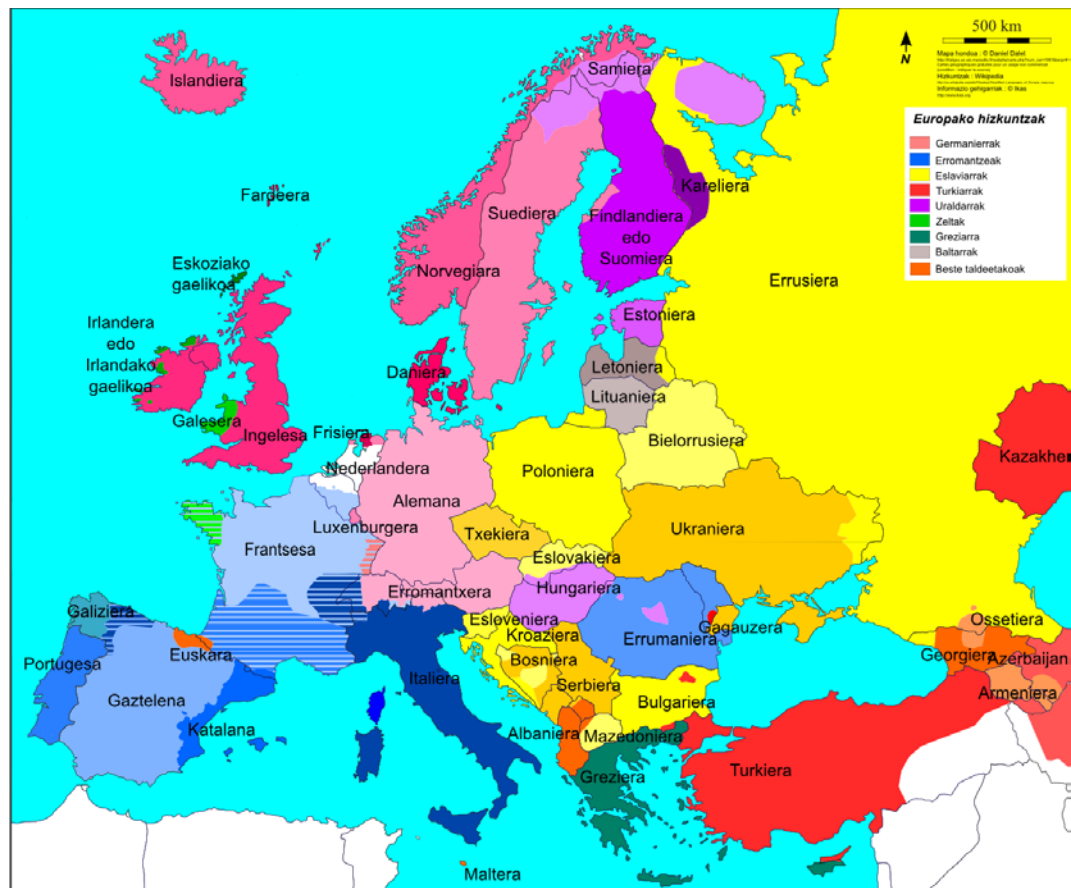 500 km
N
Mapa hondoa : © Daniel Dalet
Hizkuntzak : Wikipedia
Informazio gehigarriak : © Ikas
Europako hizkuntzak
Germanierrak
Erromantzeak
Eslaviarrak
Turkiarrak
Uraldarrak
Zeltak
Greziarra
Baltarrak
Beste taldeetakoak
Islandiera
Samiera
Fardeera
Suediera
Kareliera
Findlandiera
edo
Suomiera
Norvegiara
Errusiera
Eskoziako
gaelikoa
Estoniera
Irlandera
edo
Irlandako
gaelikoa
Daniera
Letoniera
Lituaniera
Galesera
Ingelesa
Frisiera
Bielorrusiera
Nederlandera
Poloniera
Kazakher
Alemana
Luxenburgera
Txekiera
Ukraniera
Frantsesa
Eslovakiera
Erromantxera
Hungariera
Galiziera
Esloveniera
Kroaziera
Errumaniera
Gagauzera
Ossetiera
Portugesa
Euskara
Bosniera
Georgiera
Azerbaijan
Gaztelena
Italiera
Serbiera
Bulgariera
Armeniera
Katalana
Albaniera
Mazedoniera
Greziera
Turkiera
Maltera